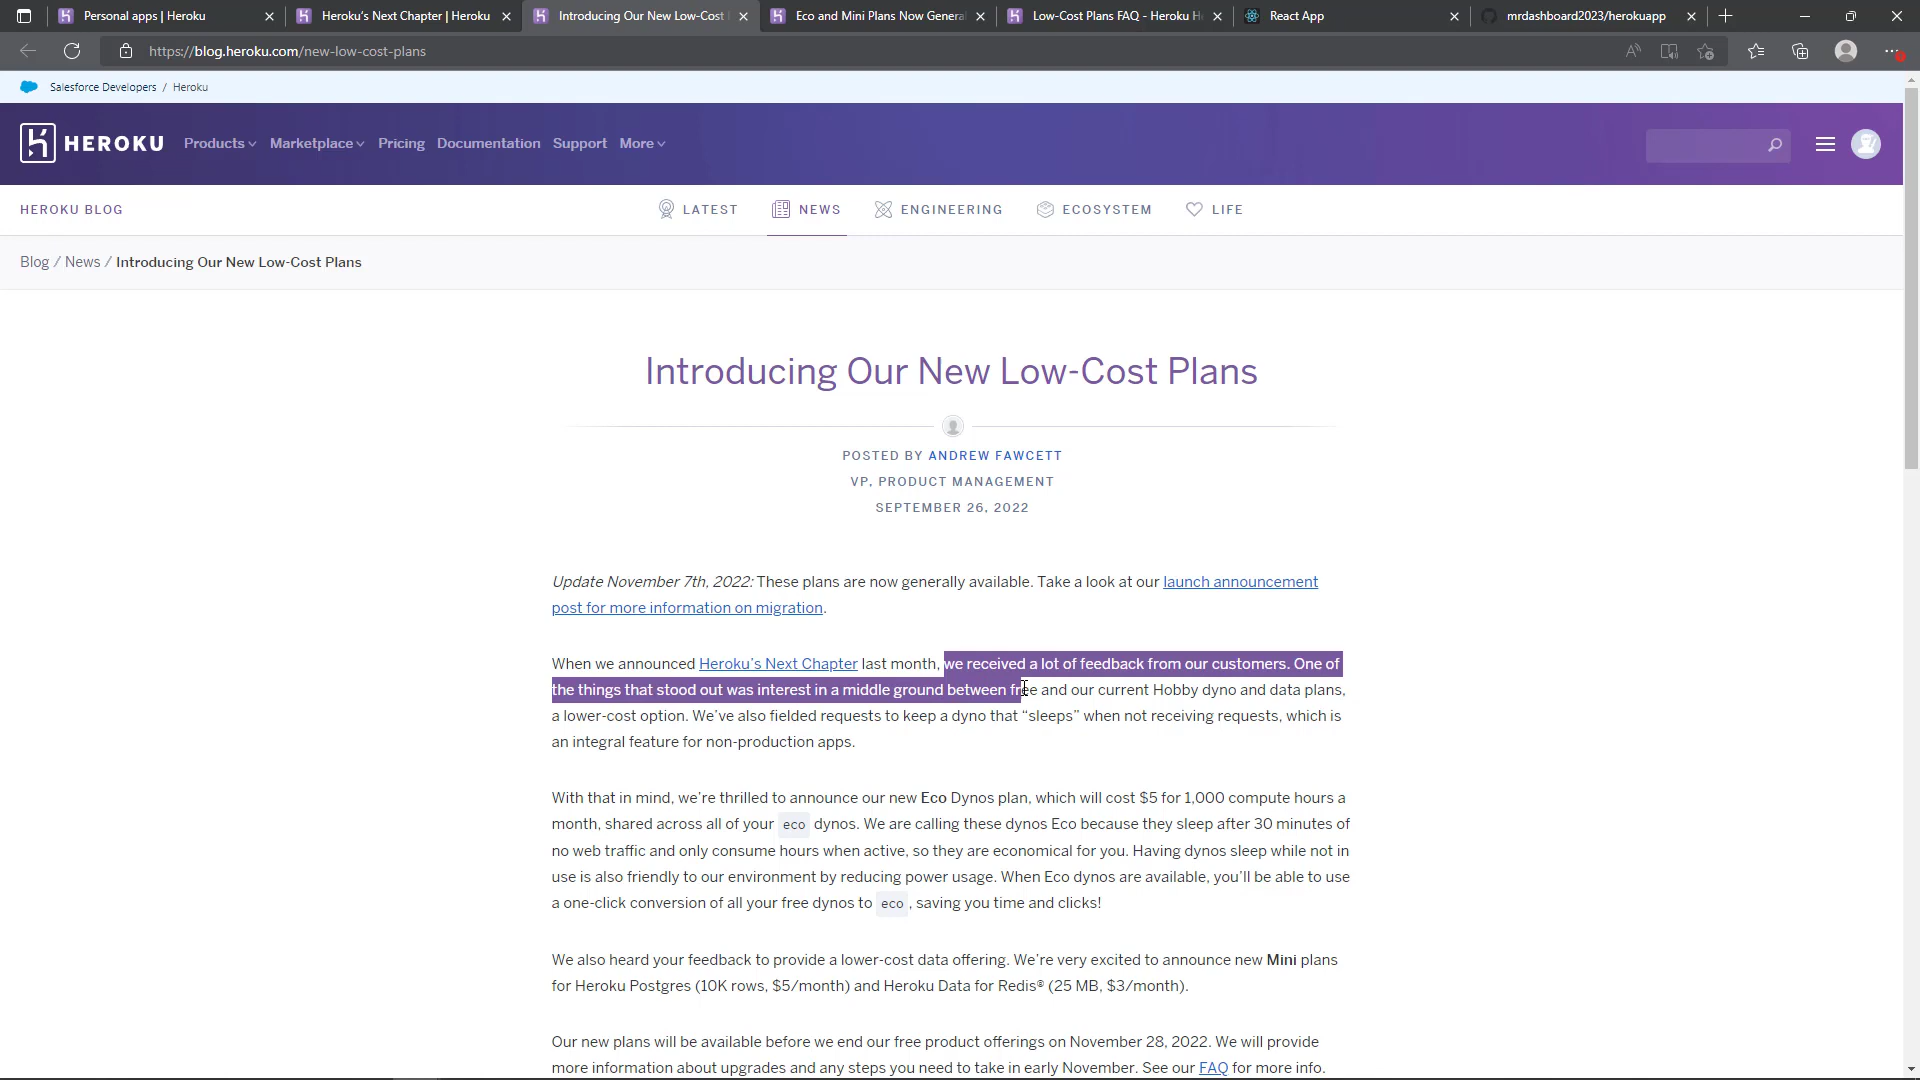 Personal apps | Heroku
Heroku's Next Chapter | Heroku
Introducing Our New Low-Cost
Eco and Mini Plans Now Genera
Low-Cost Plans FAQ - Heroku H
React App
mrdashboard2023/herokuapp
https://blog.heroku.com/new-low-cost-plans
Salesforce Developers / Heroku
HEROKU Products Marketplace Pricing Documentation Support More
HEROKU BLOG LATEST NEWS ENGINEERING ECOSYSTEM LIFE
Blog / News / Introducing Our New Low-Cost Plans
Introducing Our New Low-Cost Plans
POSTED BY ANDREW FAWCETT
VP, PRODUCT MANAGEMENT
SEPTEMBER 26, 2022
Update November 7th, 2022: These plans are now generally available. Take a look at our launch announcement
post for more information on migration.
When we announced Heroku's Next Chapter last month, we received a lot of feedback from our customers. One of
the things that stood out was interest in a middle ground between free and our current Hobby dyno and data plans,
a lower-cost option. We've also fielded requests to keep a dyno that “sleeps” when not receiving requests, which is
an integral feature for non-production apps.
With that in mind, we're thrilled to announce our new Eco Dynos plan, which will cost $5 for 1,000 compute hours a
month, shared across all of your eco dynos. We are calling these dynos Eco because they sleep after 30 minutes of
no web traffic and only consume hours when active, so they are economical for you. Having dynos sleep while not in
use is also friendly to our environment by reducing power usage. When Eco dynos are available, you'll be able to use
a one-click conversion of all your free dynos to eco, saving you time and clicks!
We also heard your feedback to provide a lower-cost data offering. We're very excited to announce new Mini plans
for Heroku Postgres (10K rows, $5/month) and Heroku Data for Redis® (25 MB, $3/month).
Our new plans will be available before we end our free product offerings on November 28, 2022. We will provide
more information about upgrades and any steps you need to take in early November. See our FAQ for more info.